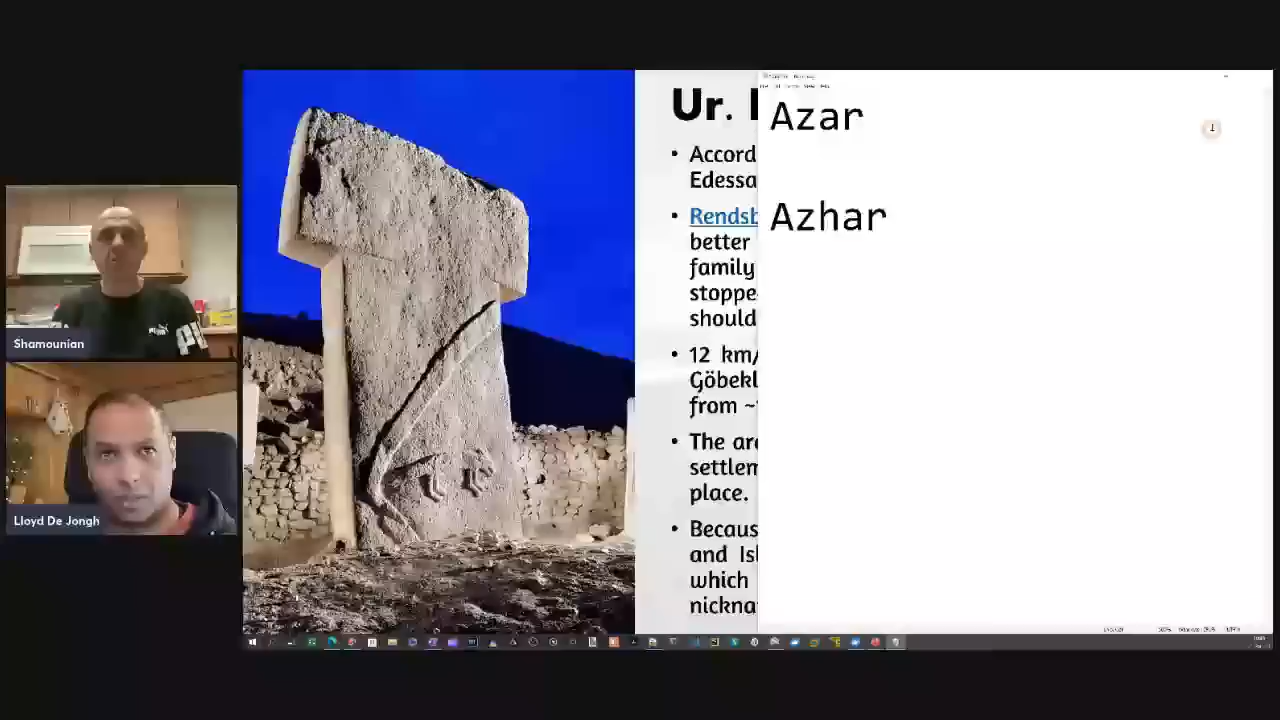 Ur.
Azar
Accord
Edessa
Azhar
Rendsb
better
family
stoppe
should
12 km/
Göbekl
from ~
The are
settlem
place.
Becaus
and Isl
which
nickna
Shamounian
Lloyd De Jongh